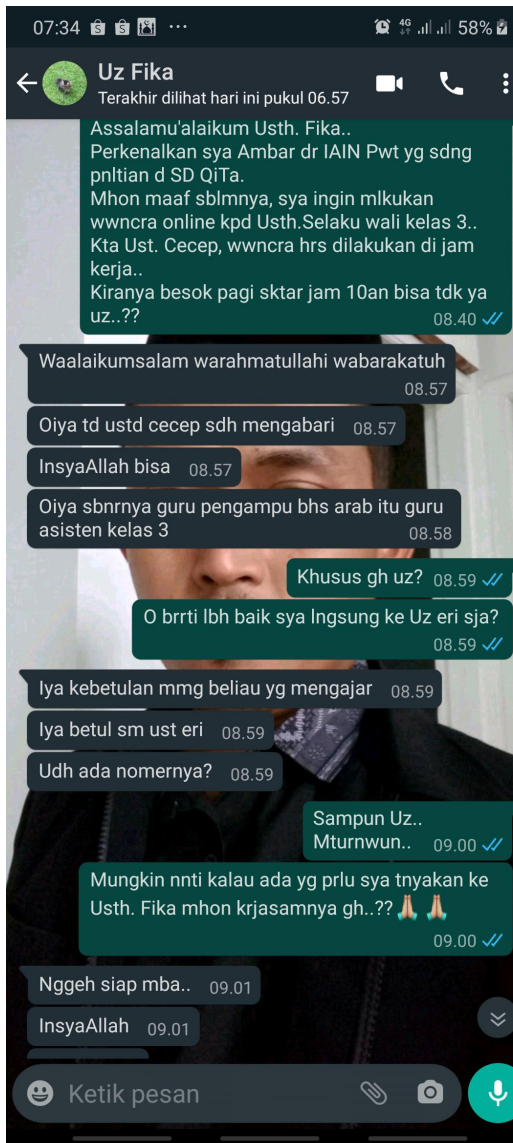 07:34 ... 4G 58%
Uz Fika
Terakhir dilihat hari ini pukul 06.57
Assalamu'alaikum Usth. Fika..
Perkenalkan sya Ambar dr IAIN Pwt yg sdng
pnltian d SD QiTa.
Mhon maaf sblmnya, sya ingin mlkukan
wwncra online kpd Usth.Selaku wali kelas 3..
Kta Ust. Cecep, wwncra hrs dilakukan di jam
kerja..
Kiranya besok pagi sktar jam 10an bisa tdk ya
uz..??
08.40
Waalaikumsalam warahmatullahi wabarakatuh
08.57
Oiya td ustd cecep sdh mengabari 08.57
InsyaAllah bisa 08.57
Oiya sbnrnya guru pengampu bhs arab itu guru
asisten kelas 3 08.58
Khusus gh uz? 08.59
O brrti lbh baik sya lngsung ke Uz eri sja?
08.59
Iya kebetulan mmg beliau yg mengajar 08.59
Iya betul sm ust eri 08.59
Udh ada nomernya? 08.59
Sampun Uz..
Mturnwun.. 09.00
Mungkin nnti kalau ada yg prlu sya tnyakan ke
Usth. Fika mhon krjasamnya gh..??🙏🙏
09.00
Nggeh siap mba.. 09.01
InsyaAllah 09.01
Ketik pesan